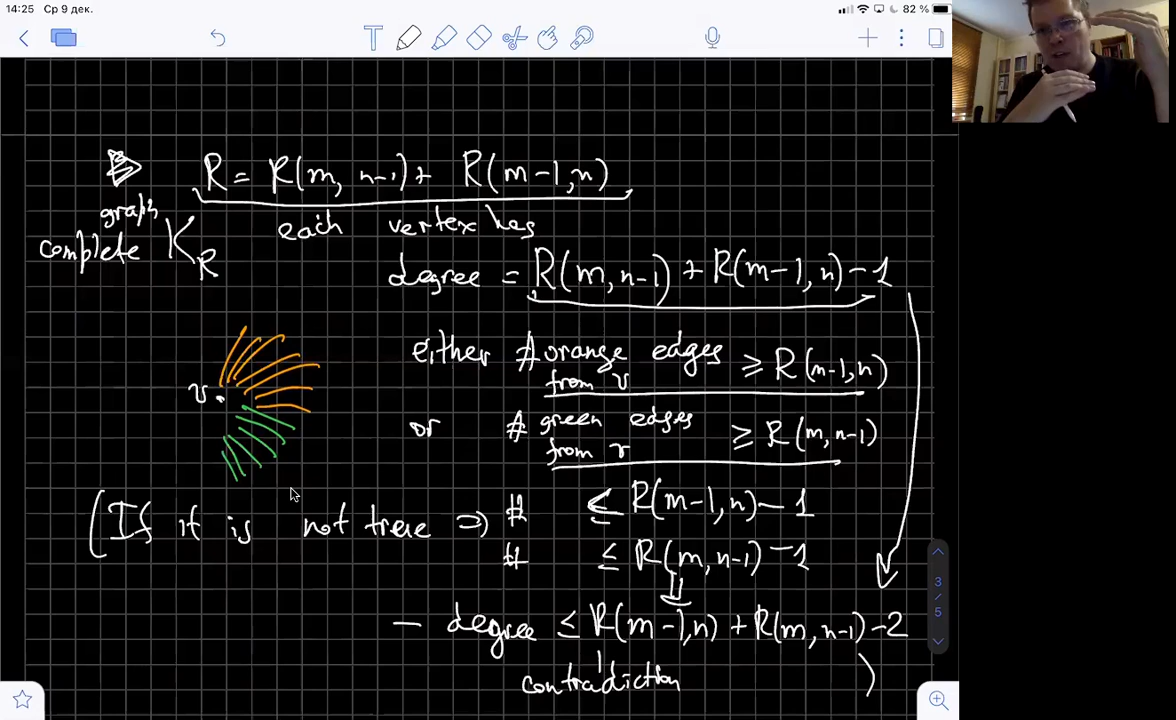 14:25 Ср 9 дек.
82 %
R = R(m, n-1) + R(m-1, n)
graph
complete K_R
each vertex has
degree = R(m, n-1) + R(m-1, n) - 1
either # orange edges from v ≥ R(m-1, n)
v
or # green edges from v ≥ R(m, n-1)
(If it is not true ⇒ # ≤ R(m-1, n) - 1
# ≤ R(m, n-1) - 1
⇓
- degree ≤ R(m-1, n) + R(m, n-1) - 2
contradiction )
3 / 5